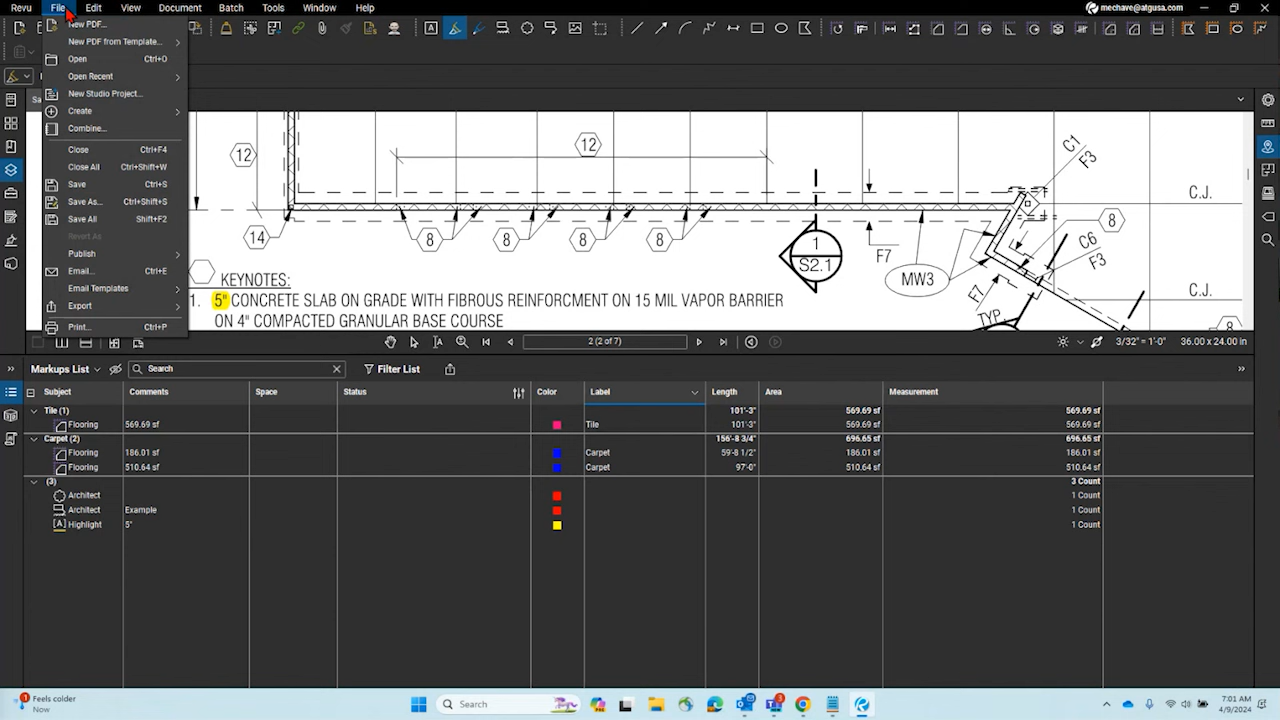 Revu File Edit View Document Batch Tools Window Help mechave@atgusa.com
New PDF...
New PDF from Template...
Open Ctrl+O
Open Recent
New Studio Project...
Create
Combine...
Close Ctrl+F4
Close All Ctrl+Shift+W
Save Ctrl+S
Save As... Ctrl+Shift+S
Save All Shift+F2
Revert As
Publish
Email... Ctrl+E
Email Templates
Export
Print... Ctrl+P
Sa
12 12 C1
F3
C.J.
14 8 8 8 8 8
1
S2.1
F7 MW3 F7 C6
F3
TYP.
C.J.
8
KEYNOTES:
1. 5" CONCRETE SLAB ON GRADE WITH FIBROUS REINFORCMENT ON 15 MIL VAPOR BARRIER
ON 4" COMPACTED GRANULAR BASE COURSE
2 (2 of 7) 3/32" = 1'-0" 36.00 x 24.00 in
Markups List Search Filter List
Subject Comments Space Status Color Label Length Area Measurement
Tile (1) 101'-3" 569.69 sf 569.69 sf
Flooring 569.69 sf Tile 101'-3" 569.69 sf 569.69 sf
Carpet (2) 156'-8 3/4" 696.65 sf 696.65 sf
Flooring 186.01 sf Carpet 59'-8 1/2" 186.01 sf 186.01 sf
Flooring 510.64 sf Carpet 97'-0" 510.64 sf 510.64 sf
(3) 3 Count
Architect 1 Count
Architect Example 1 Count
Highlight 5" 1 Count
1 Feels colder
Now
Search
3
7:01 AM
4/9/2024